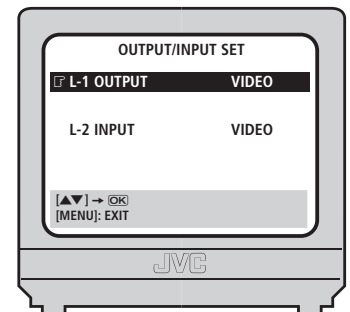 OUTPUT/INPUT SET
☞ L-1 OUTPUT VIDEO
L-2 INPUT VIDEO
[▲▼] → OK
[MENU]: EXIT
JVC